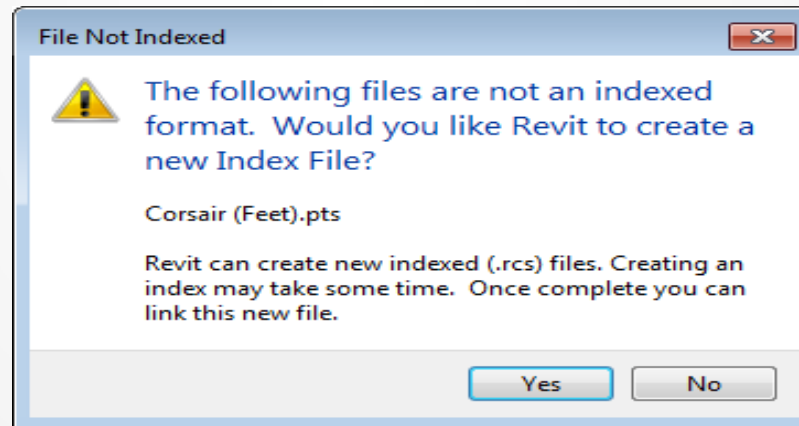 File Not Indexed
The following files are not an indexed
format.  Would you like Revit to create a
new Index File?
Corsair (Feet).pts
Revit can create new indexed (.rcs) files. Creating an
index may take some time.  Once complete you can
link this new file.
Yes
No